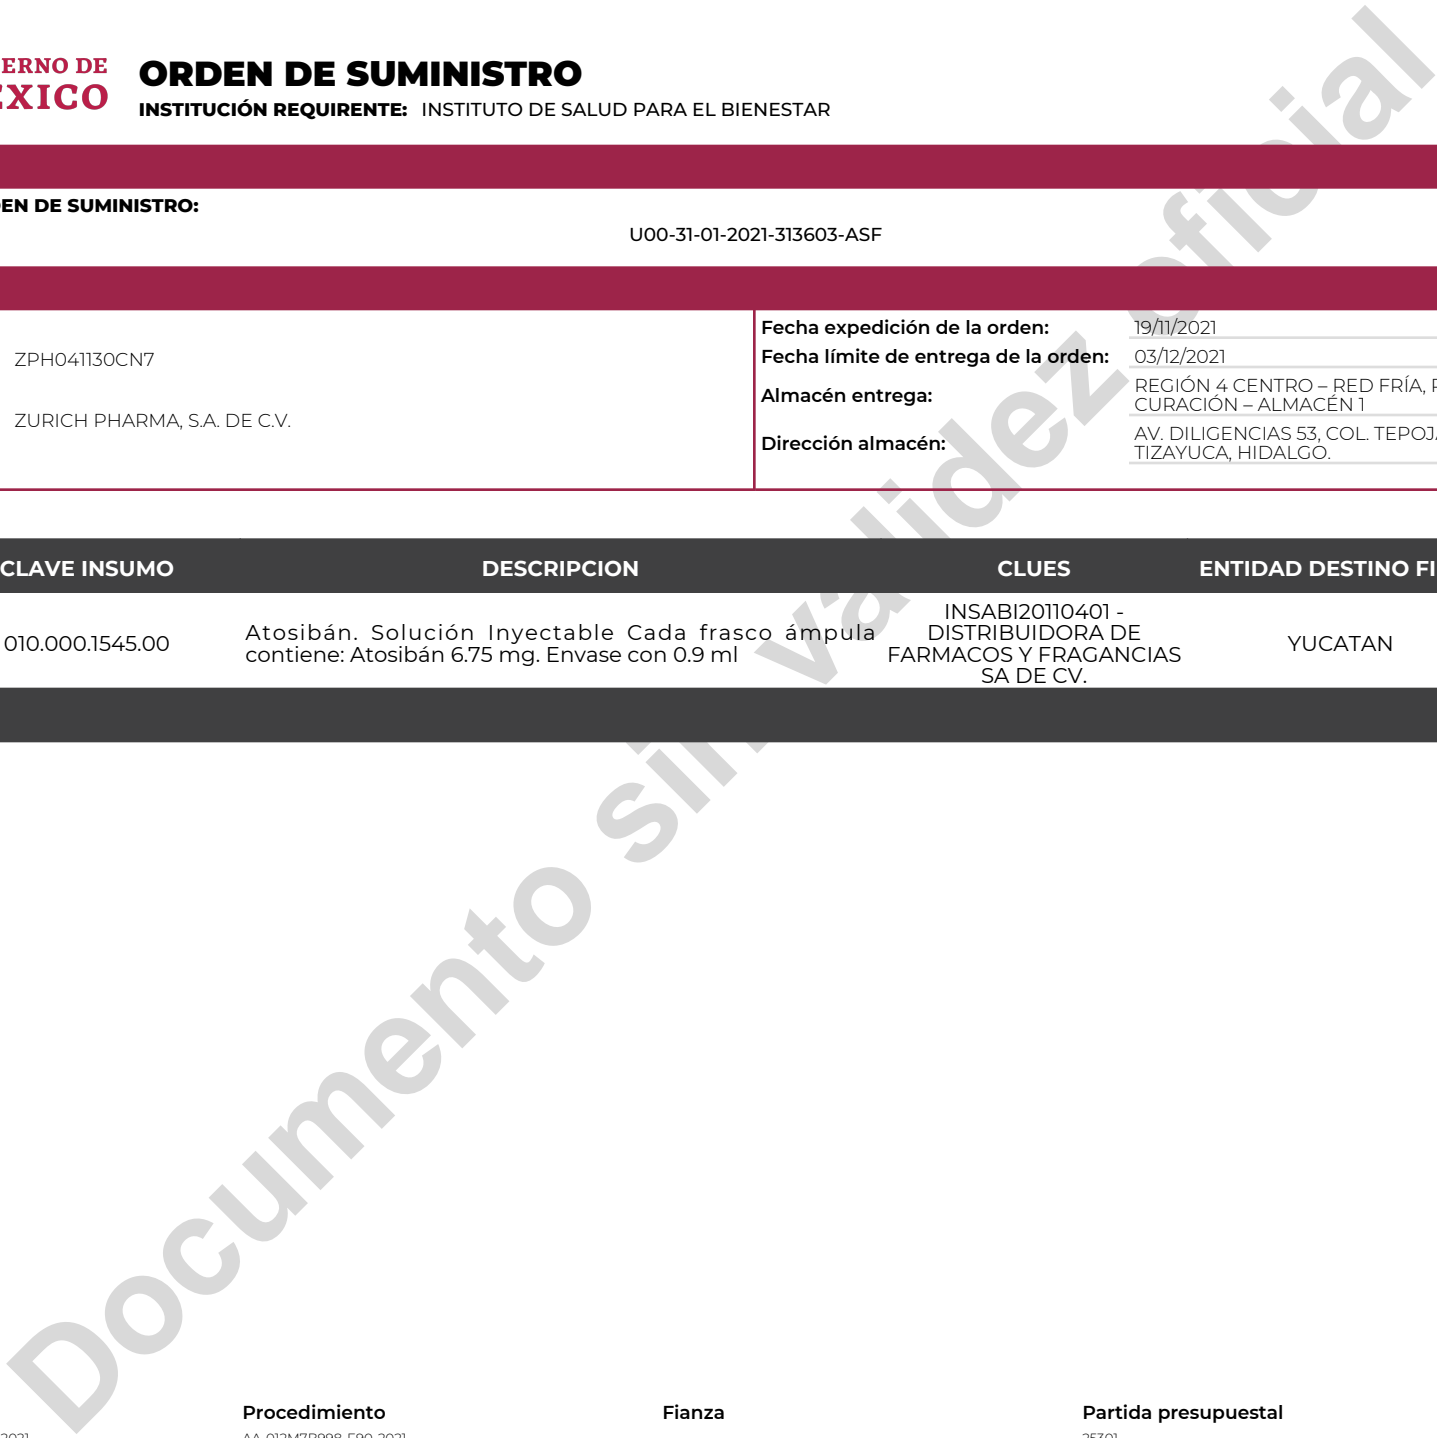 ERNO DE
EXICO
ORDEN DE SUMINISTRO
INSTITUCIÓN REQUIRENTE: INSTITUTO DE SALUD PARA EL BIENESTAR
EN DE SUMINISTRO:
U00-31-01-2021-313603-ASF
ZPH041130CN7
ZURICH PHARMA, S.A. DE C.V.
Fecha expedición de la orden: 19/11/2021
Fecha límite de entrega de la orden: 03/12/2021
Almacén entrega: REGIÓN 4 CENTRO – RED FRÍA,
CURACIÓN – ALMACÉN 1
Dirección almacén: AV. DILIGENCIAS 53, COL. TEPOJA
TIZAYUCA, HIDALGO.
CLAVE INSUMO DESCRIPCION CLUES ENTIDAD DESTINO FI
010.000.1545.00
Atosibán. Solución Inyectable Cada frasco ámpula
contiene: Atosibán 6.75 mg. Envase con 0.9 ml
INSABI20110401 -
DISTRIBUIDORA DE
FARMACOS Y FRAGANCIAS
SA DE CV.
YUCATAN
Documento sin validez oficial
Procedimiento Fianza Partida presupuestal